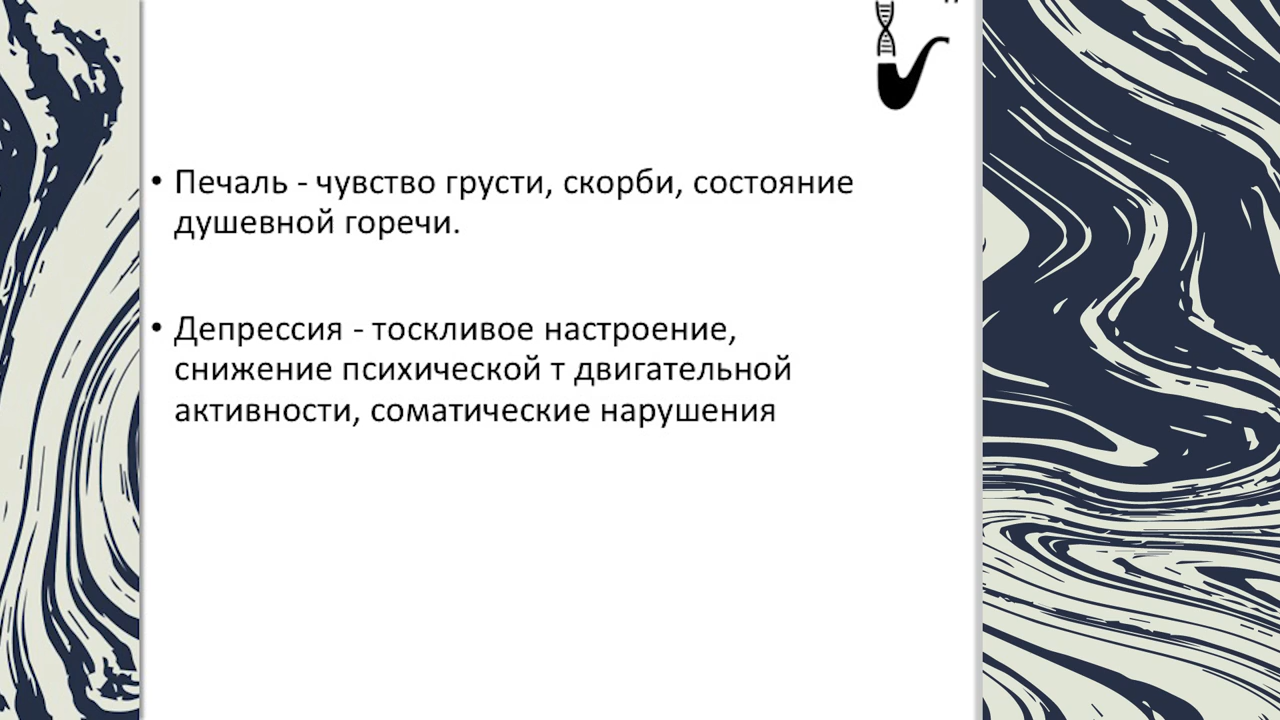 • Печаль - чувство грусти, скорби, состояние
душевной горечи.
• Депрессия - тоскливое настроение,
снижение психической т двигательной
активности, соматические нарушения